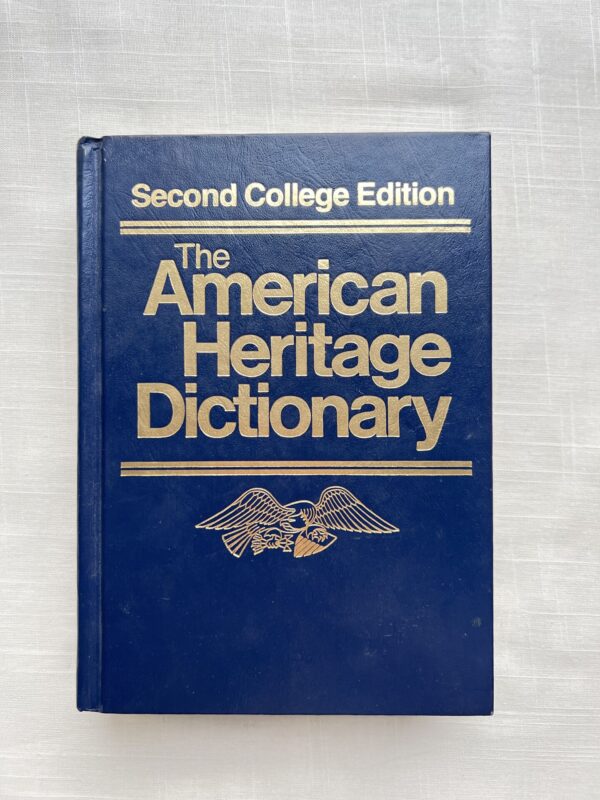 Second College Edition
The
American
Heritage
Dictionary